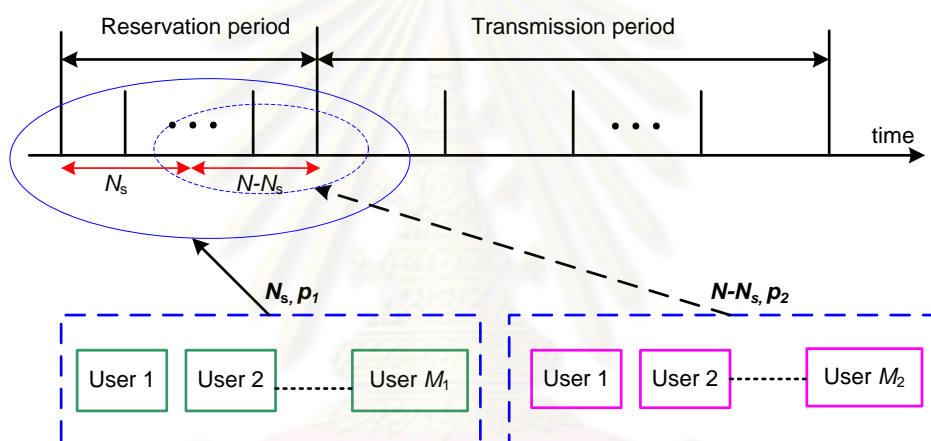 Reservation period
Transmission period
• • •
• • •
time
Nₛ
N-Nₛ
Nₛ, p₁
N-Nₛ, p₂
User 1
User 2
User M₁
User 1
User 2
User M₂